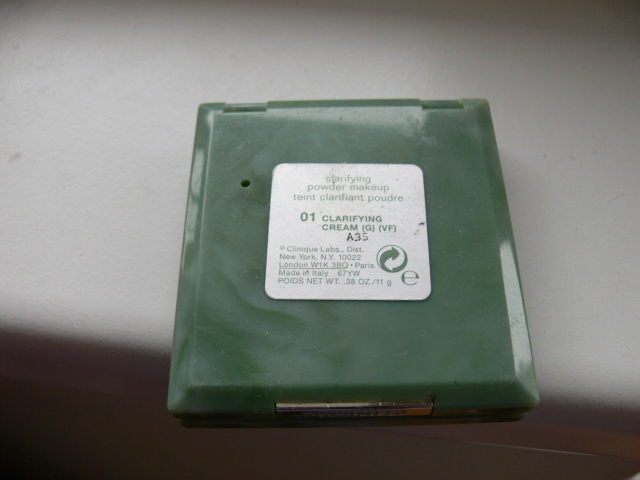 clarifying
powder makeup
teint clarifiant poudre
01 CLARIFYING
CREAM (G) (VF)
A35
© Clinique Labs., Dist.
New York, N.Y. 10022
London W1K 3BQ • Paris
Made in Italy 67YW
POIDS NET WT. .38 OZ./11 g
e